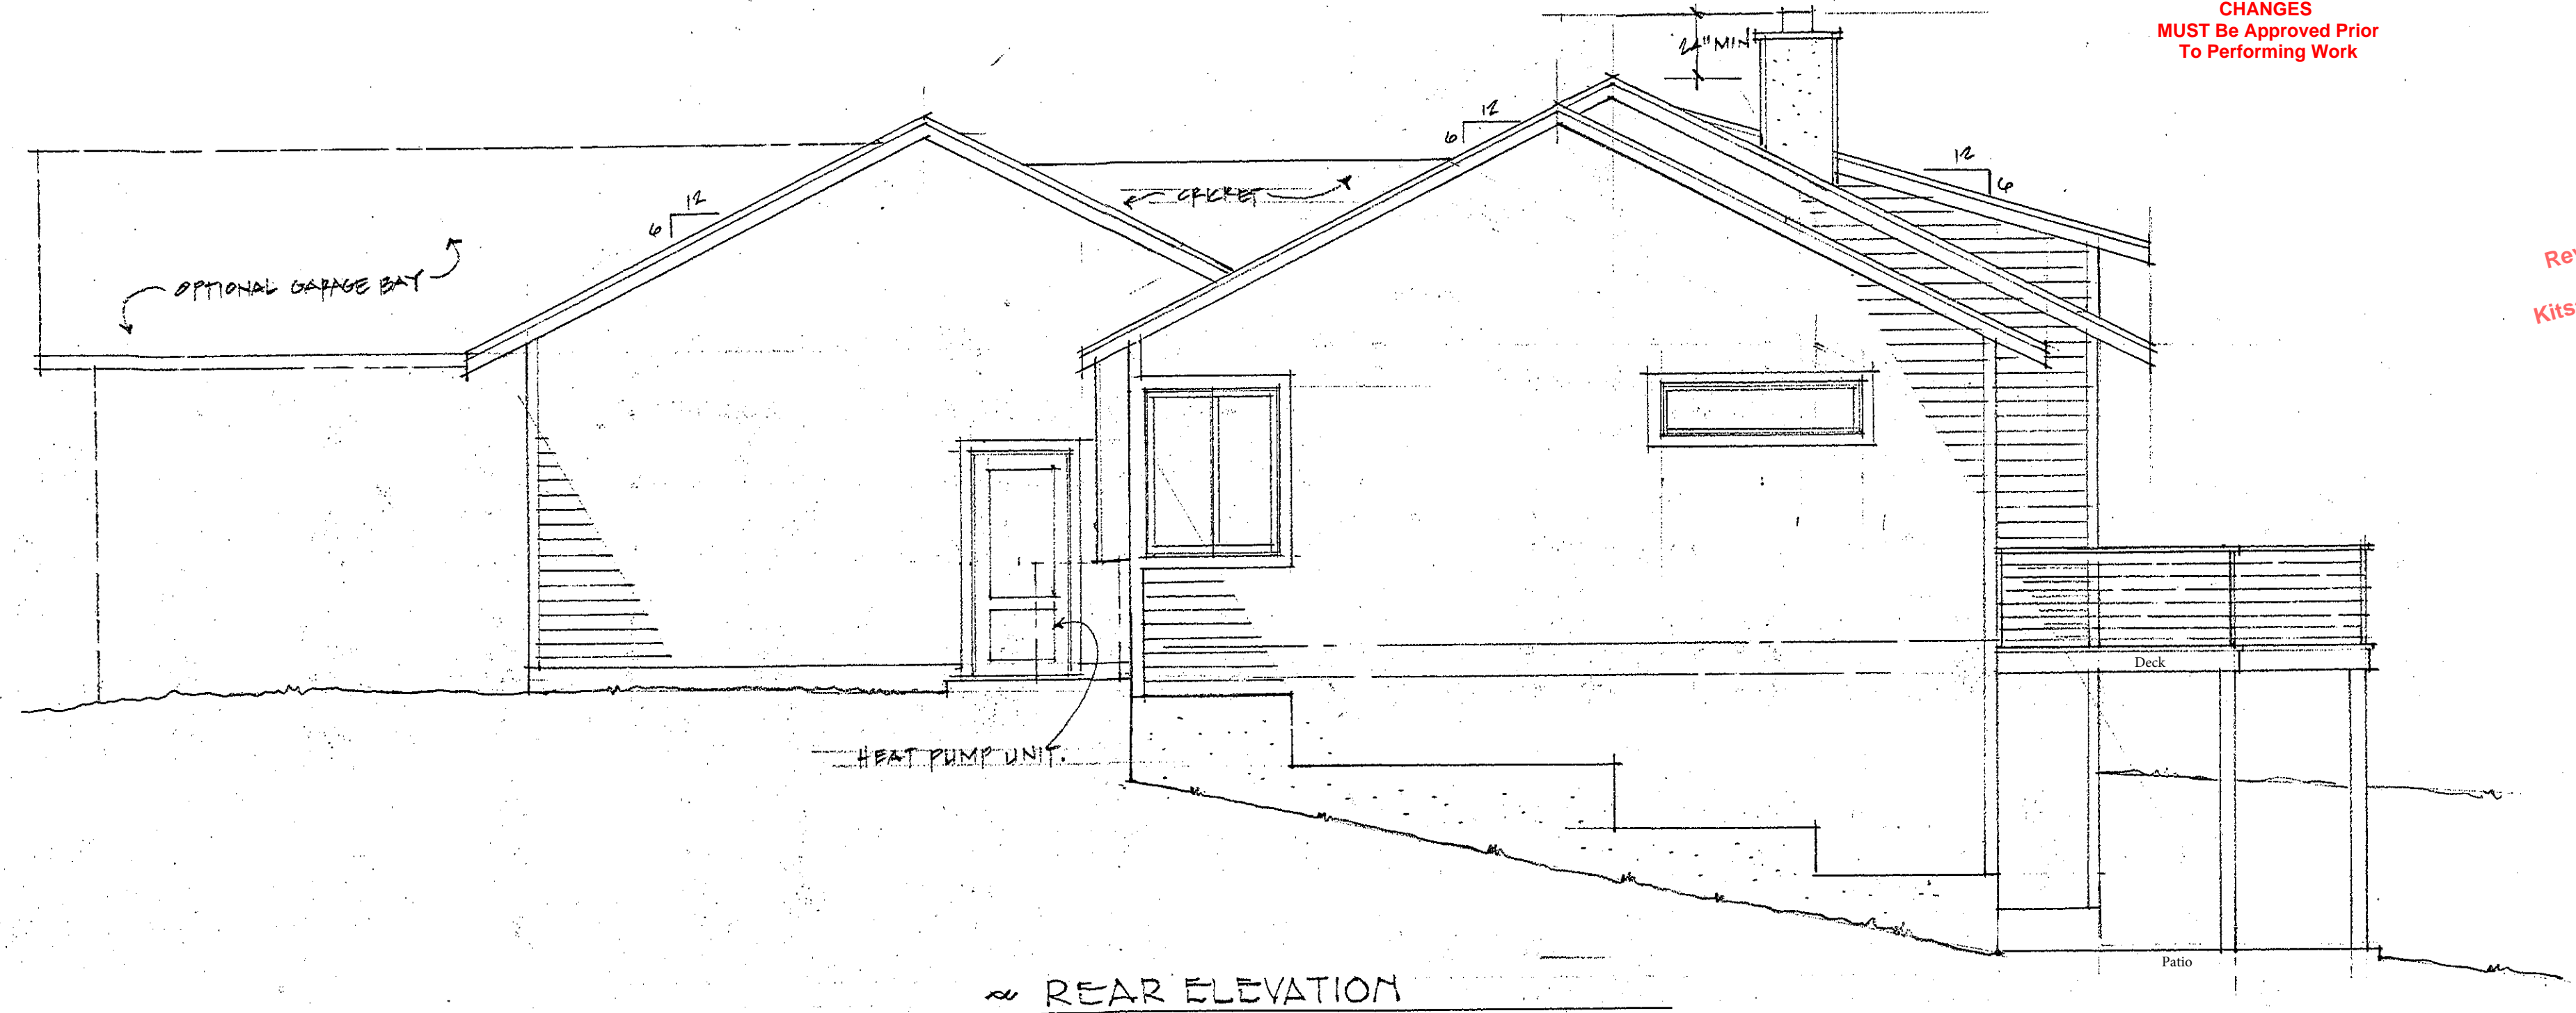 CHANGES
MUST Be Approved Prior
To Performing Work
24" MIN
12
6
12
6
12
6
CRICKET
OPTIONAL GARAGE BAY
Deck
HEAT PUMP UNIT.
Patio
REAR ELEVATION